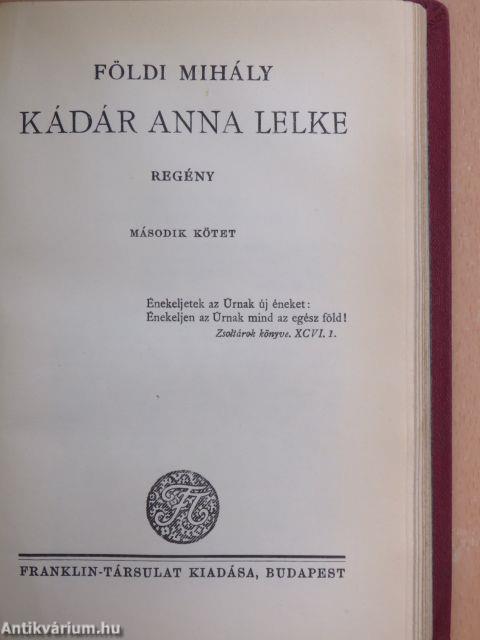 FÖLDI MIHÁLY
KÁDÁR ANNA LELKE
REGÉNY
MÁSODIK KÖTET
Énekeljetek az Úrnak új éneket:
Énekeljen az Úrnak mind az egész föld!
Zsoltárok könyve. XCVI. 1.
FRANKLIN-TÁRSULAT KIADÁSA, BUDAPEST
Antikvárium.hu